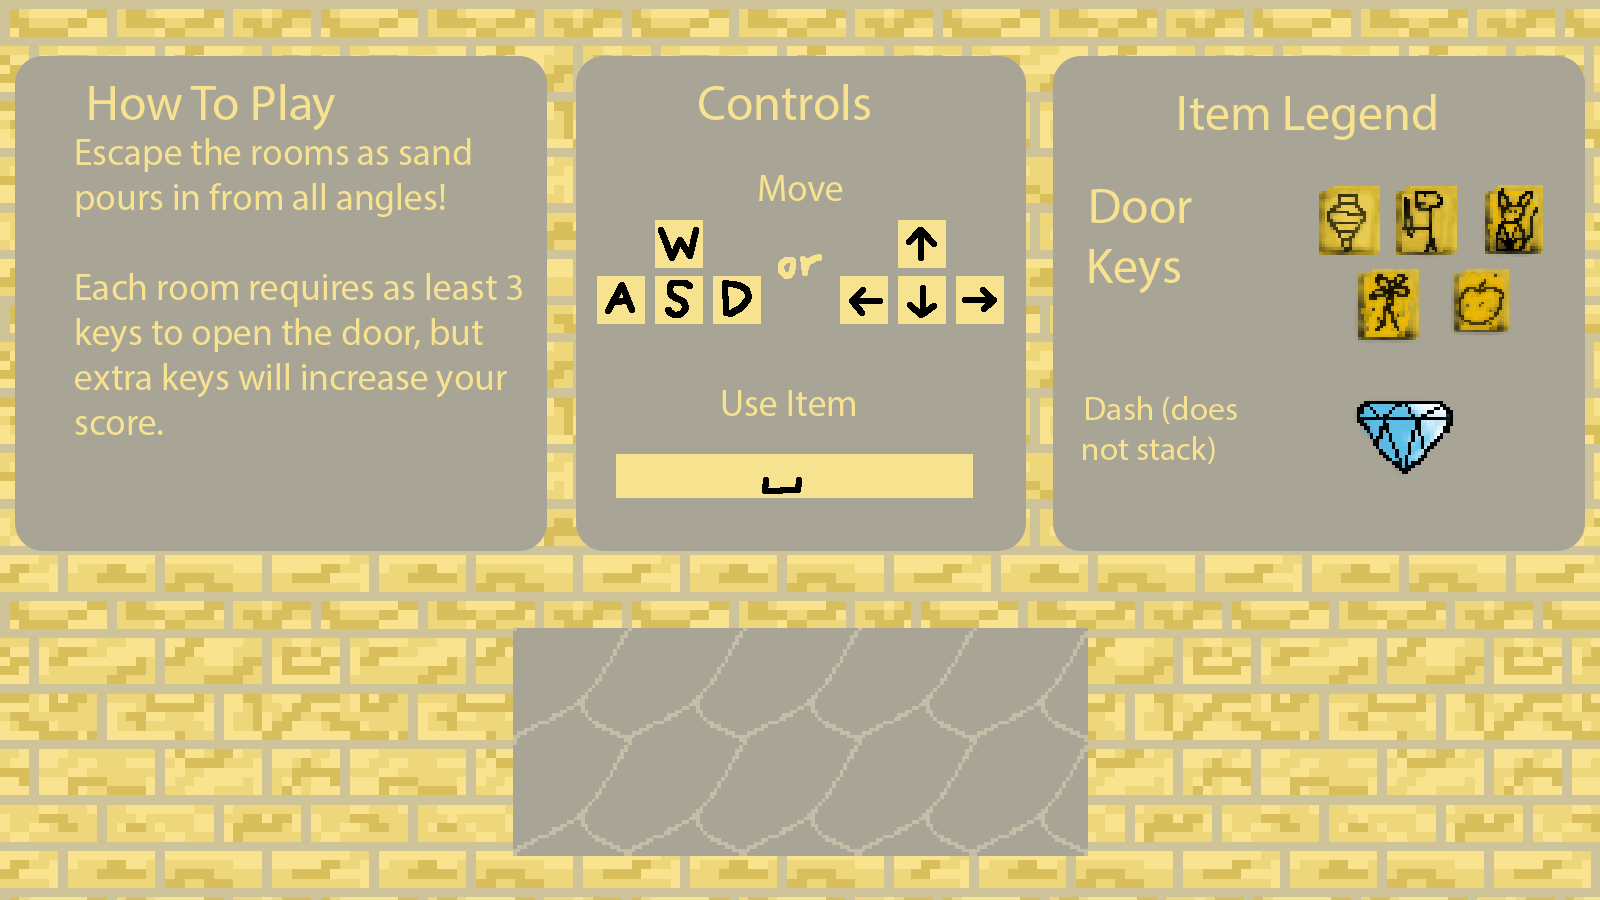 How To Play
Escape the rooms as sand
pours in from all angles!
Each room requires as least 3
keys to open the door, but
extra keys will increase your
score.
Controls
Move
W
A S D
or
↑
← ↓ →
Use Item
Item Legend
Door
Keys
Dash (does
not stack)